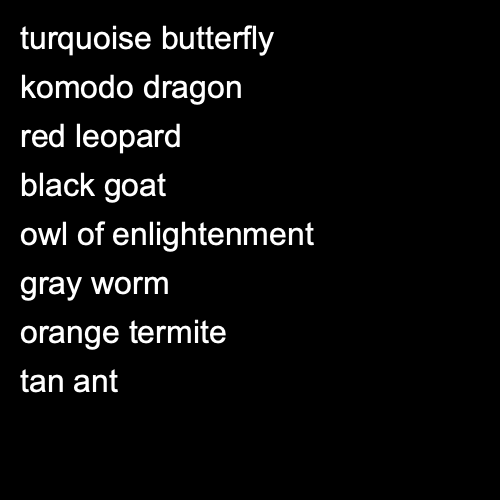 turquoise butterfly
komodo dragon
red leopard
black goat
owl of enlightenment
gray worm
orange termite
tan ant